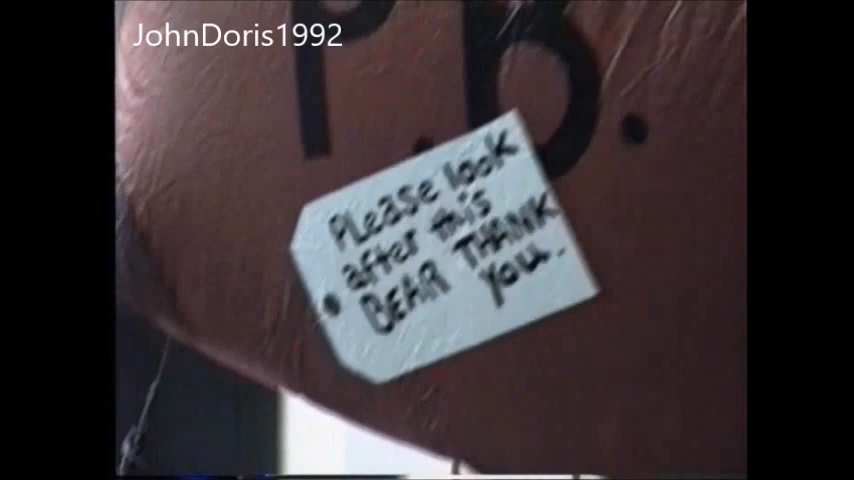 JohnDoris1992
P.B.
PLease look
after this
BEAR THANK
you.